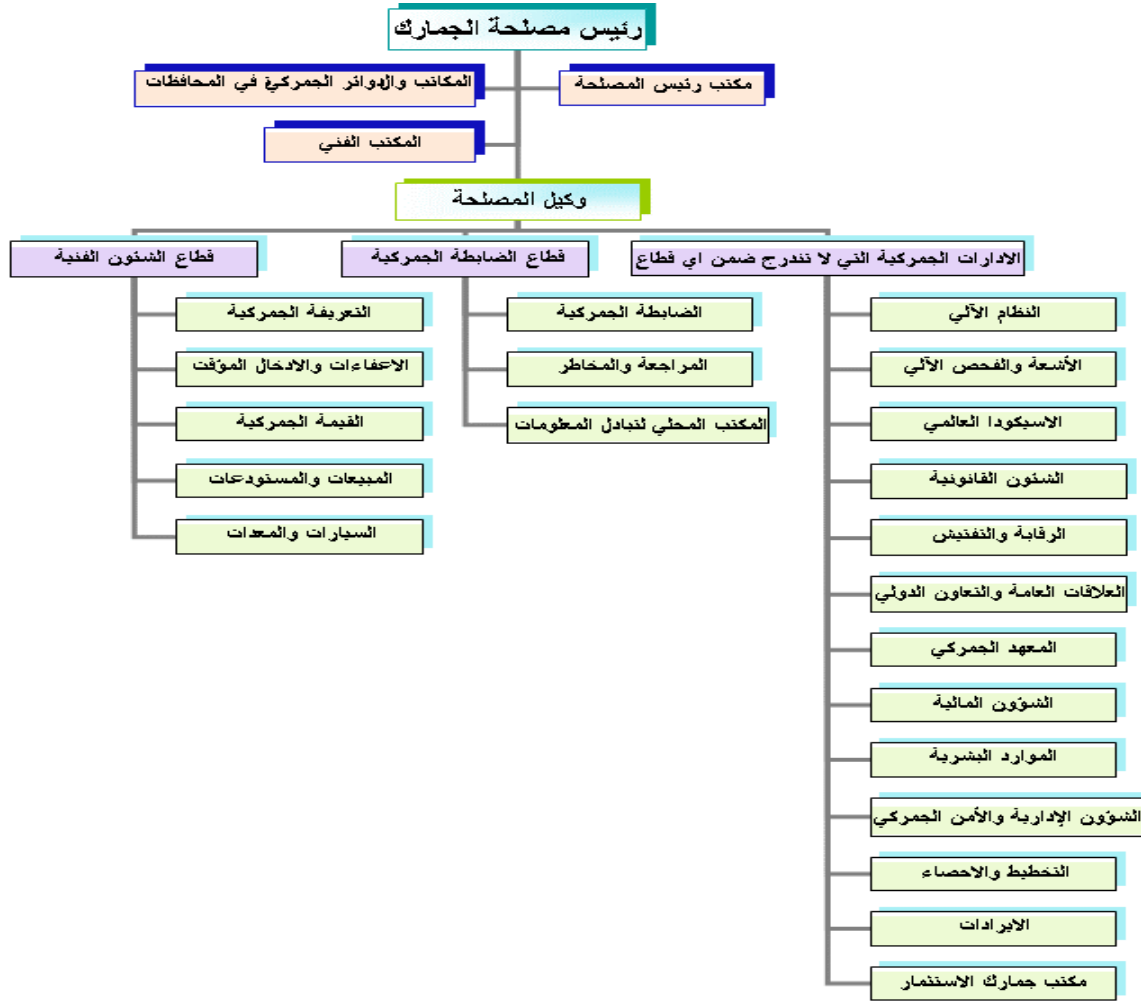 رئيس مصلحة الجمارك
مكتب رئيس المصلحة
المكاتب والدوائر الجمركية في المحافظات
المكتب الفني
وكيل المصلحة
الادارات الجمركية التي لا تندرج ضمن اي قطاع
النظام الآلي
الأشعة والفحص الآلي
الاسيكودا العالمي
الشئون القانونية
الرقابة والتفتيش
العلاقات العامة والتعاون الدولي
المعهد الجمركي
الشؤون المالية
الموارد البشرية
الشؤون الإدارية والأمن الجمركي
التخطيط والاحصاء
الايرادات
مكتب جمارك الاستثمار
قطاع الضابطة الجمركية
الضابطة الجمركية
المراجعة والمخاطر
المكتب المحلي لتبادل المعلومات
قطاع الشئون الفنية
التعريفة الجمركية
الاعفاءات والادخال المؤقت
القيمة الجمركية
المبيعات والمستودعات
السيارات والمعدات